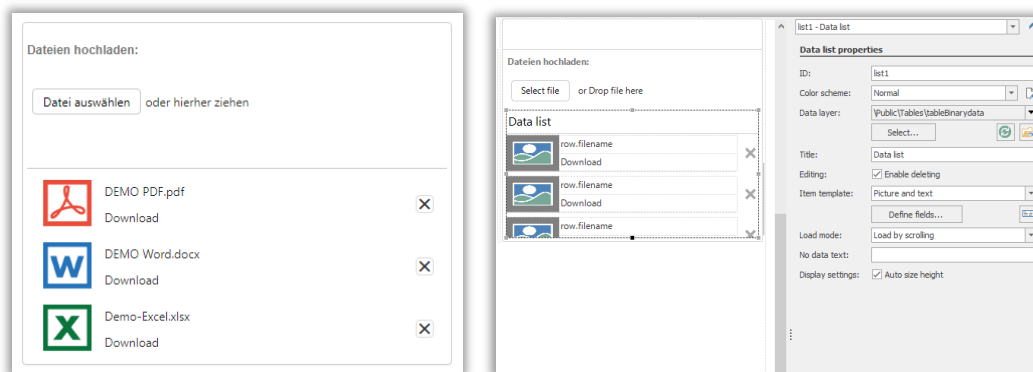 Dateien hochladen:
Datei auswählen oder hierher ziehen
DEMO PDF.pdf
Download
DEMO Word.docx
Download
Demo-Excel.xlsx
Download
Dateien hochladen:
Select file or Drop file here
Data list
row.filename
Download
row.filename
Download
row.filename
list1 - Data list
Data list properties
ID: list1
Color scheme: Normal
Data layer: \Public\Tables\tableBinarydata
Select...
Title: Data list
Editing: Enable deleting
Item template: Picture and text
Define fields...
Load mode: Load by scrolling
No data text:
Display settings: Auto size height